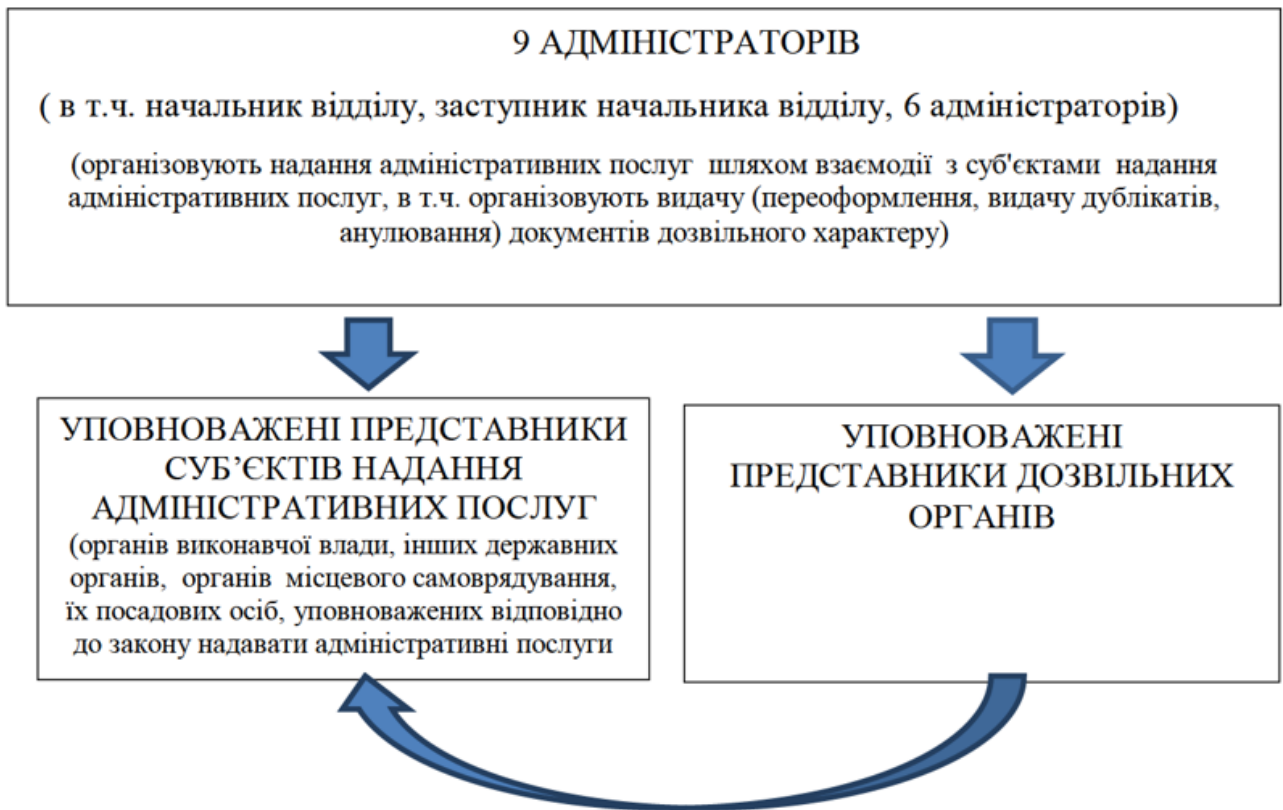 9 АДМІНІСТРАТОРІВ
( в т.ч. начальник відділу, заступник начальника відділу, 6 адміністраторів)
(організовують надання адміністративних послуг шляхом взаємодії з суб'єктами надання
адміністративних послуг, в т.ч. організовують видачу (переоформлення, видачу дублікатів,
анулювання) документів дозвільного характеру)
УПОВНОВАЖЕНІ ПРЕДСТАВНИКИ
СУБ’ЄКТІВ НАДАННЯ
АДМІНІСТРАТИВНИХ ПОСЛУГ
(органів виконавчої влади, інших державних
органів, органів місцевого самоврядування,
їх посадових осіб, уповноважених відповідно
до закону надавати адміністративні послуги
УПОВНОВАЖЕНІ
ПРЕДСТАВНИКИ ДОЗВІЛЬНИХ
ОРГАНІВ